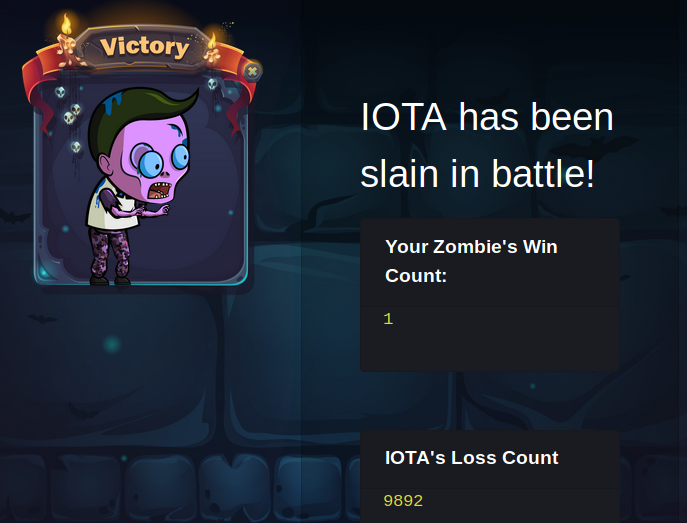 Victory
IOTA has been
slain in battle!
Your Zombie's Win
Count:
1
IOTA's Loss Count
9892